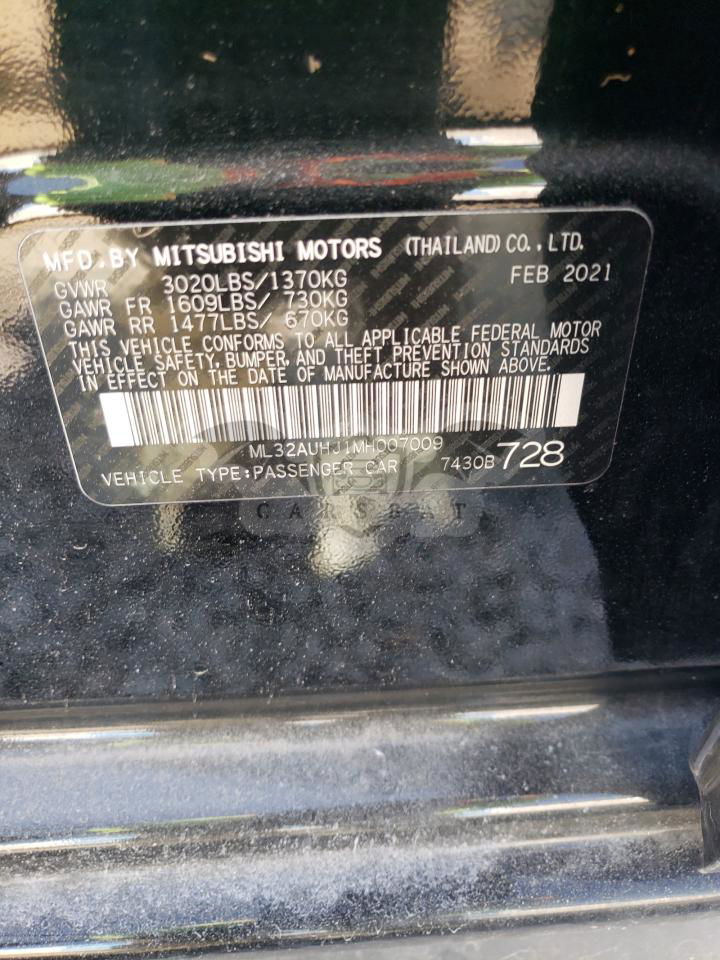 MFD. BY MITSUBISHI MOTORS (THAILAND) CO., LTD.
GVWR 3020LBS/1370KG FEB 2021
GAWR FR 1609LBS/ 730KG
GAWR RR 1477LBS/ 670KG
THIS VEHICLE CONFORMS TO ALL APPLICABLE FEDERAL MOTOR
VEHICLE SAFETY, BUMPER, AND THEFT PREVENTION STANDARDS
IN EFFECT ON THE DATE OF MANUFACTURE SHOWN ABOVE.
ML32AUHJ1MH007009
VEHICLE TYPE:PASSENGER CAR 7430B 728